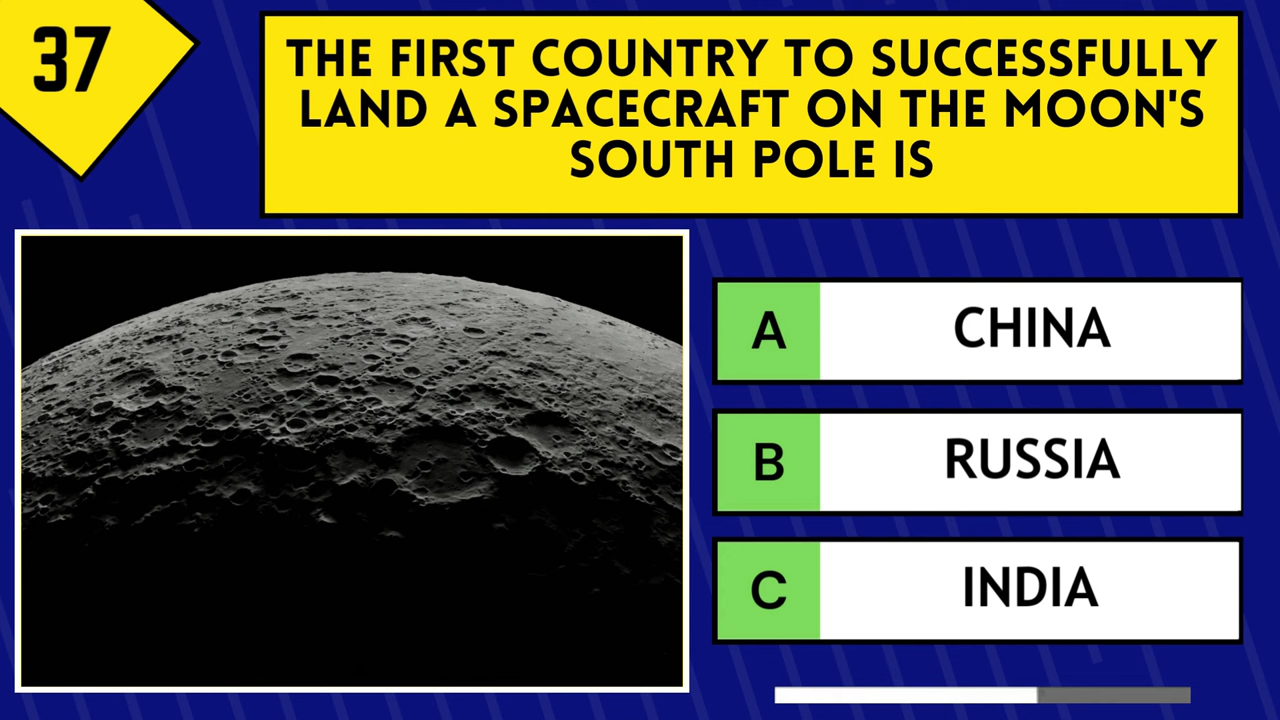 37
THE FIRST COUNTRY TO SUCCESSFULLY
LAND A SPACECRAFT ON THE MOON'S
SOUTH POLE IS
A CHINA
B RUSSIA
C INDIA